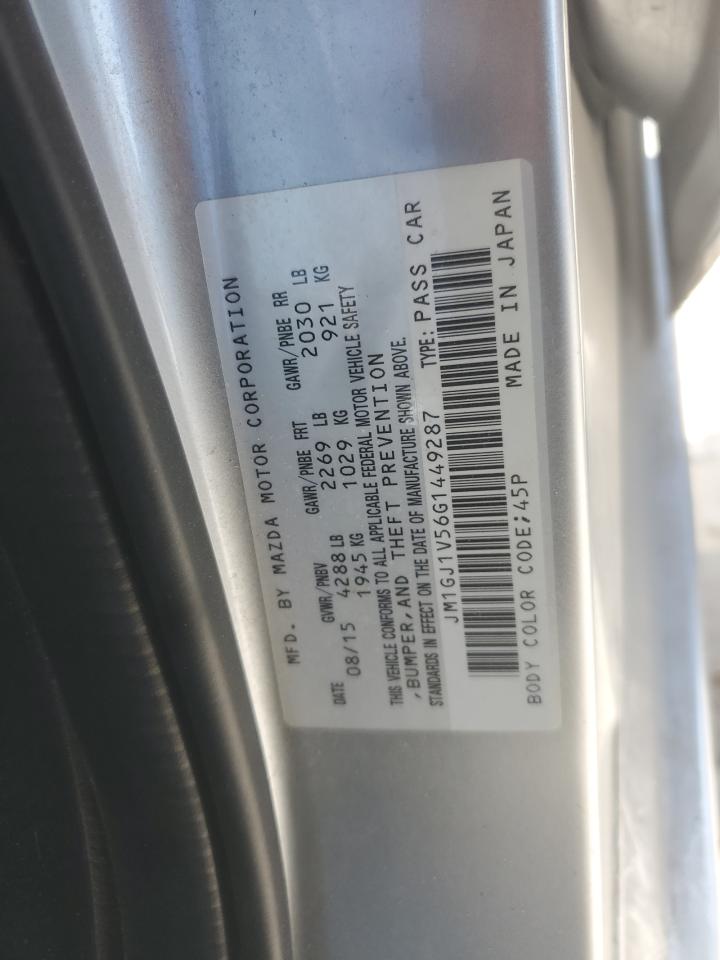 MFD. BY MAZDA MOTOR CORPORATION
DATE GVWR/PNBV GAWR/PNBE FRT GAWR/PNBE RR
08/15 4288 LB 2269 LB 2030 LB
1945 KG 1029 KG 921 KG
THIS VEHICLE CONFORMS TO ALL APPLICABLE FEDERAL MOTOR VEHICLE SAFETY
,BUMPER,AND THEFT PREVENTION
STANDARDS IN EFFECT ON THE DATE OF MANUFACTURE SHOWN ABOVE.
JM1GJ1V56G1449287 TYPE: PASS CAR
BODY COLOR CODE;45P MADE IN JAPAN